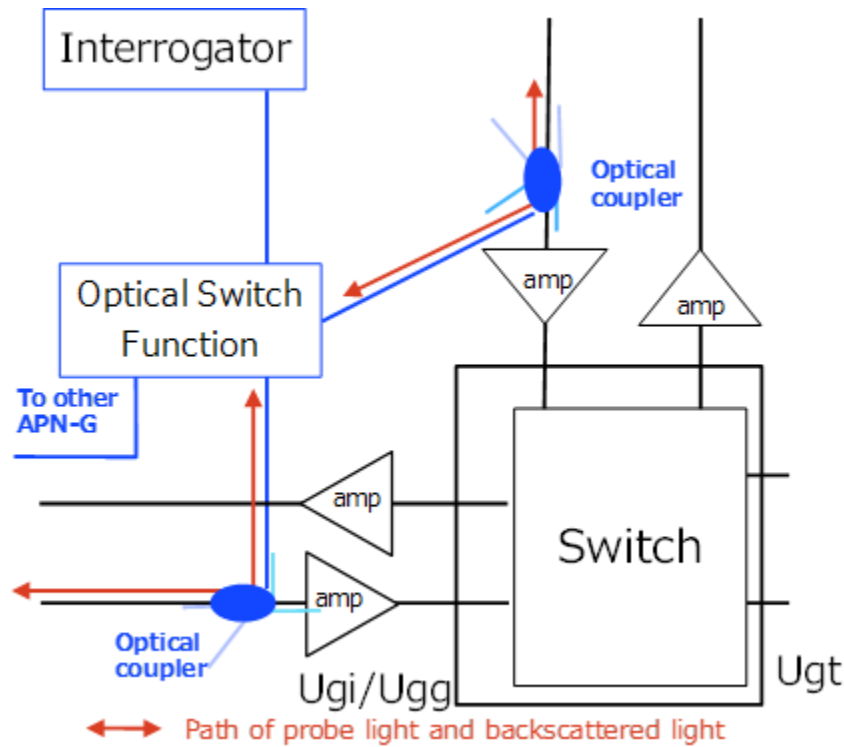 Interrogator
Optical
coupler
amp
amp
Optical Switch
Function
To other
APN-G
amp
Switch
amp
Optical
coupler
Ugi/Ugg
Ugt
Path of probe light and backscattered light